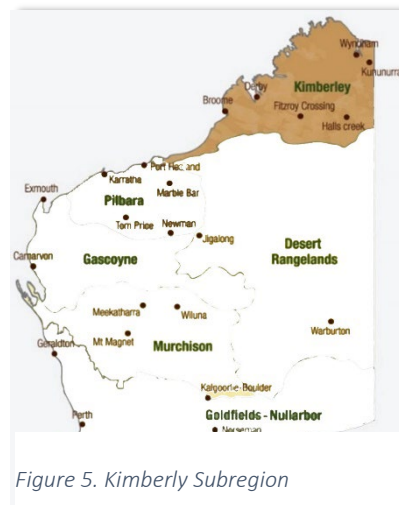 Wyndham
Kununurra
Kimberley
Derby
Broome
Fitzroy Crossing
Halls creek
Port Hedland
Karratha
Marble Bar
Exmouth
Pilbara
Tom Price
Newman
Jigalong
Desert
Rangelands
Gascoyne
Carnarvon
Meekatharra
Wiluna
Mt Magnet
Warburton
Geraldton
Murchison
Kalgoorlie-Boulder
Goldfields - Nullarbor
Perth
Norseman
Figure 5. Kimberly Subregion